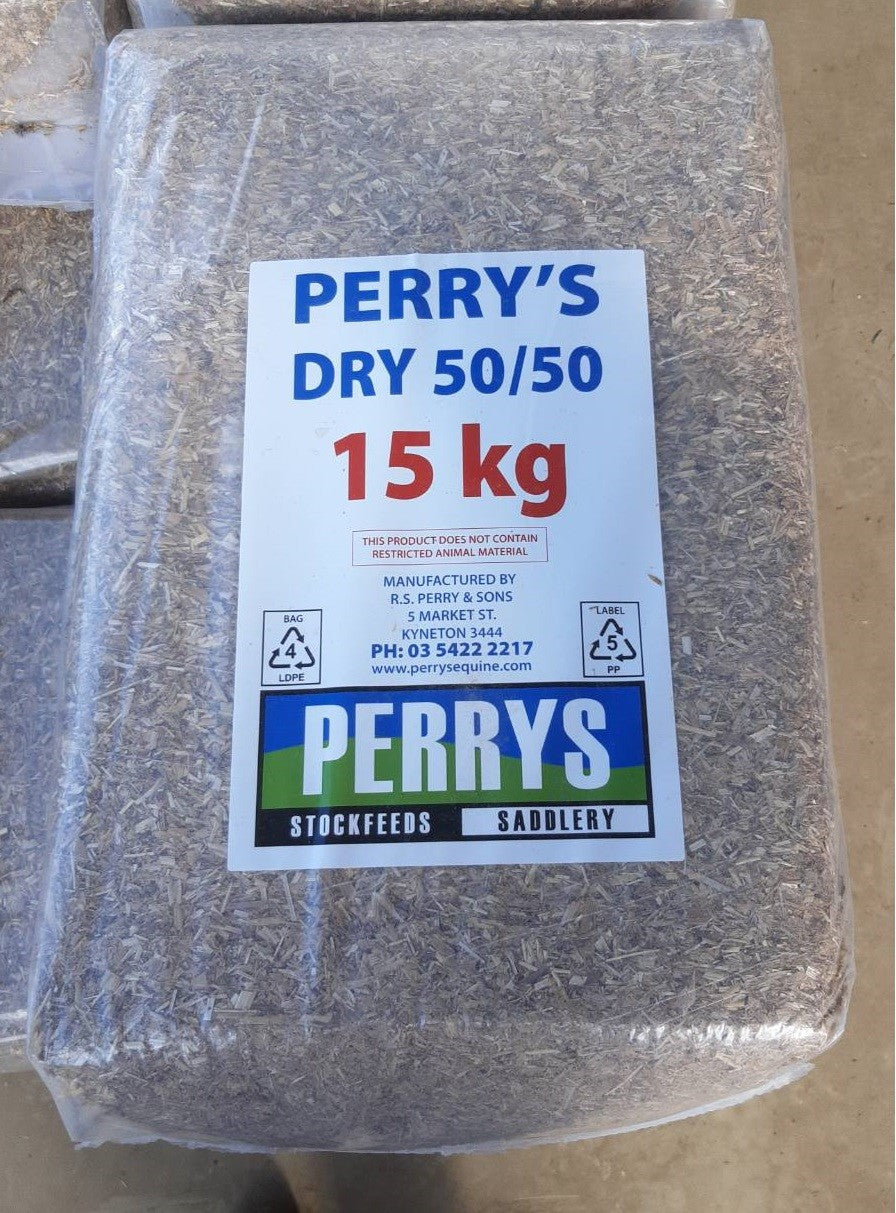 PERRY'S
DRY 50/50
15 kg
THIS PRODUCT DOES NOT CONTAIN
RESTRICTED ANIMAL MATERIAL
MANUFACTURED BY
R.S. PERRY & SONS
5 MARKET ST.
KYNETON 3444
PH: 03 5422 2217
www.perrysequine.com
BAG
4
LDPE
LABEL
5
PP
PERRYS
STOCKFEEDS SADDLERY